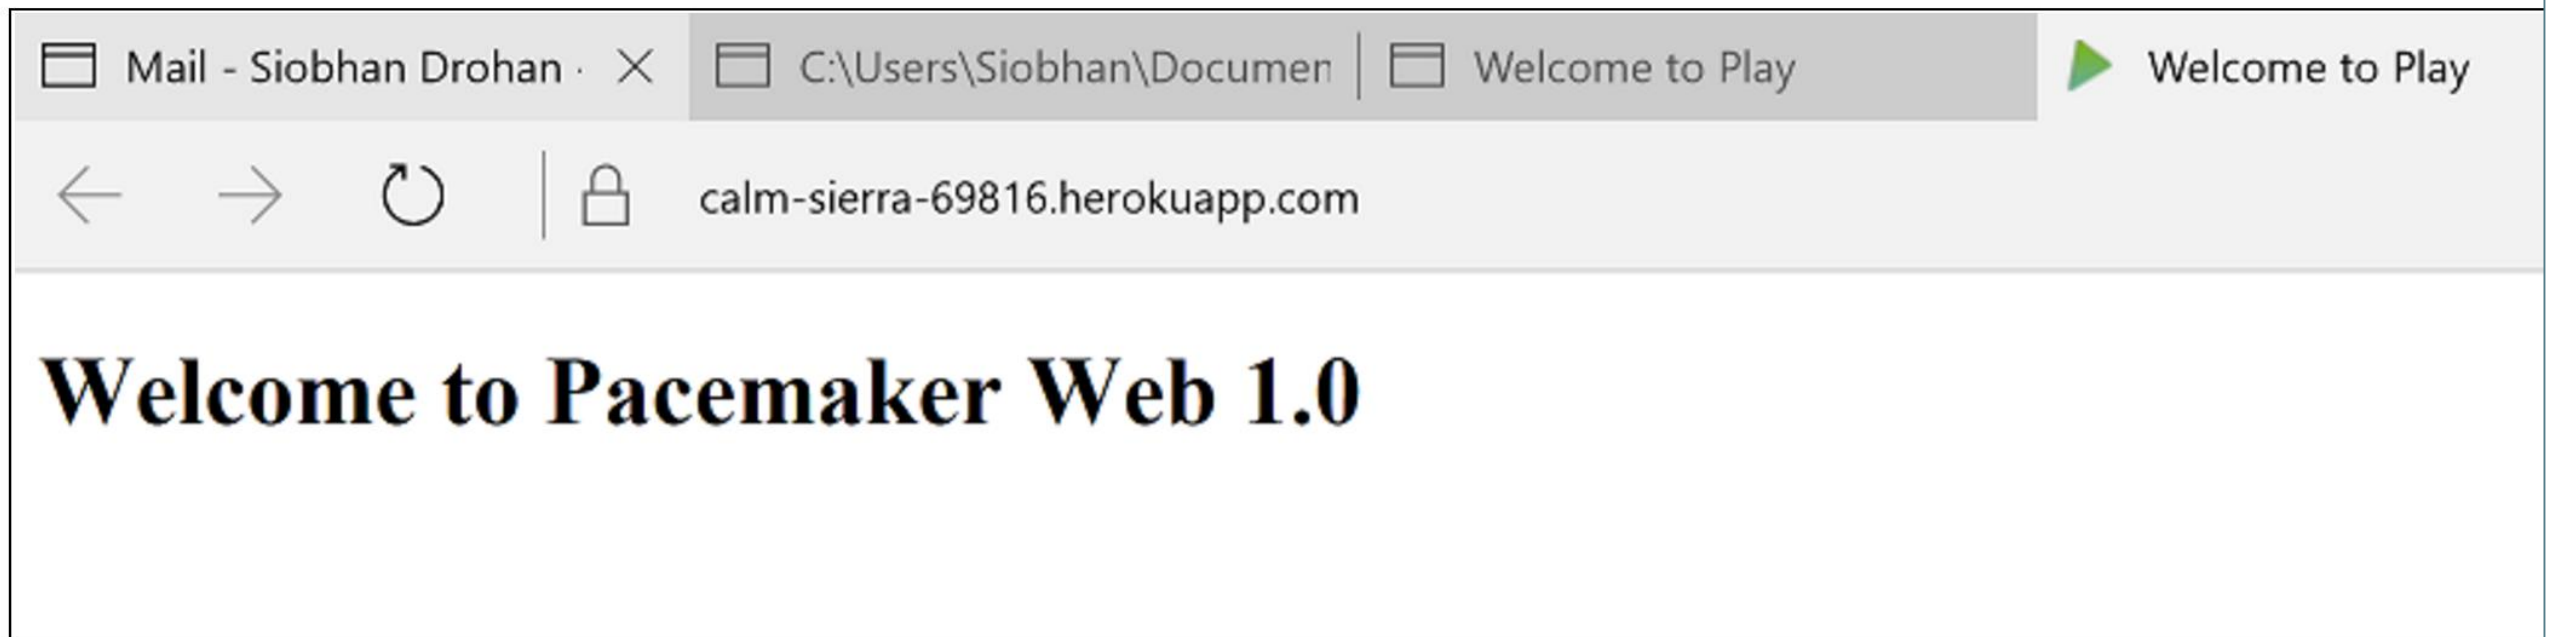 Mail - Siobhan Drohan · C:\Users\Siobhan\Documen Welcome to Play Welcome to Play
calm-sierra-69816.herokuapp.com
Welcome to Pacemaker Web 1.0